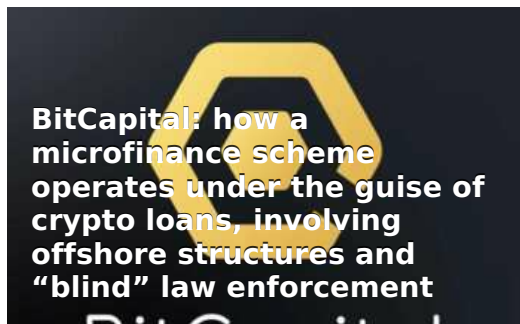 BitCapital: how a
microfinance scheme
operates under the guise of
crypto loans, involving
offshore structures and
“blind” law enforcement